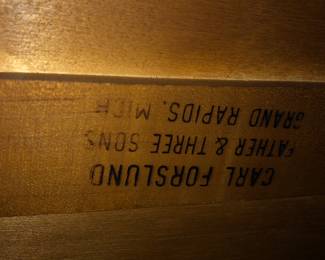 CARL FORSLUND
FATHER & THREE SONS
GRAND RAPIDS, MICH